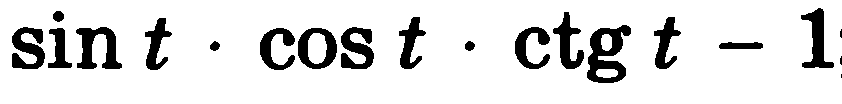 sin t · cos t · ctg t − 1;